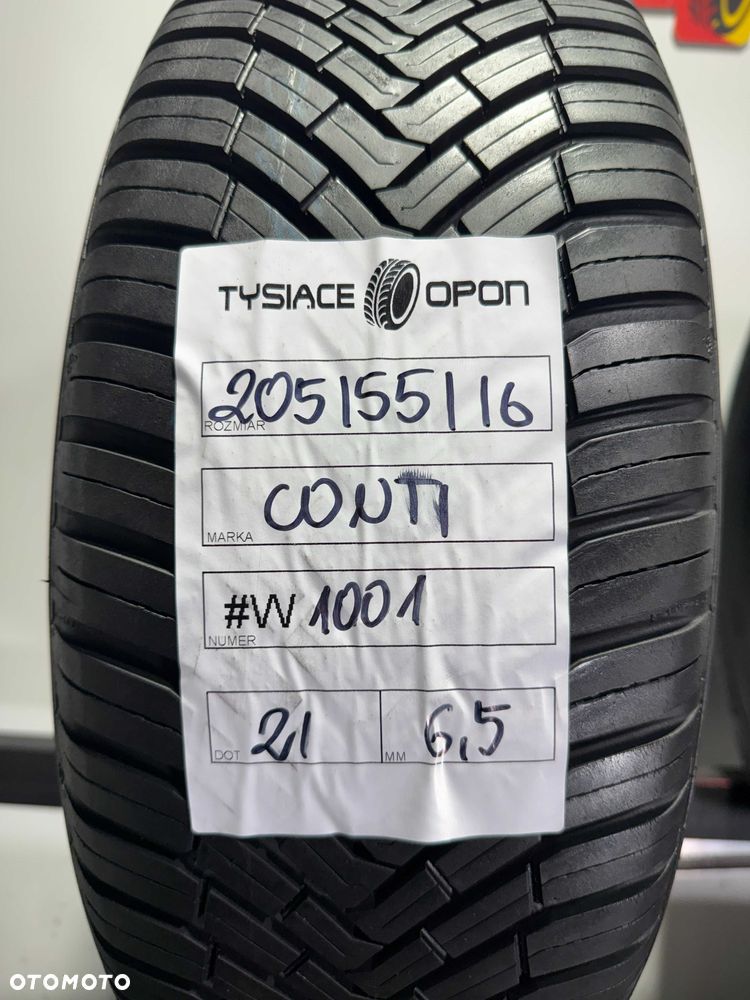 TYSIACE OPON
205/55/16
ROZMIAR
CONTI
MARKA
#W 1001
NUMER
21 6,5
DOT MM
OTOMOTO